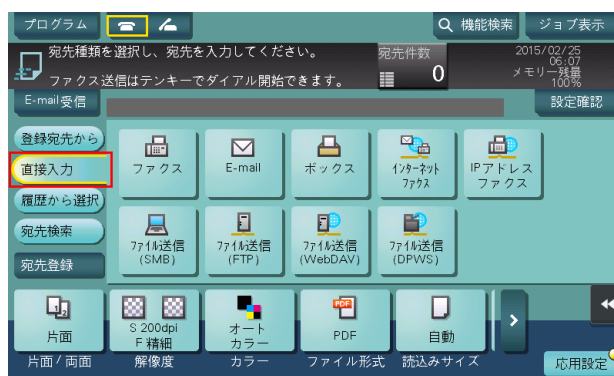 プログラム
機能検索
ジョブ表示
宛先種類を選択し、宛先を入力してください。
ファクス送信はテンキーでダイアル開始できます。
宛先件数
0
2015/02/25
06:07
メモリー残量
100%
E-mail受信
設定確認
登録宛先から
直接入力
履歴から選択
宛先検索
宛先登録
ファクス
E-mail
ボックス
インターネット
ファクス
IPアドレス
ファクス
ファイル送信
(SMB)
ファイル送信
(FTP)
ファイル送信
(WebDAV)
ファイル送信
(DPWS)
片面
片面/両面
S 200dpi
F 精細
解像度
オート
カラー
カラー
PDF
PDF
ファイル形式
自動
読込みサイズ
応用設定